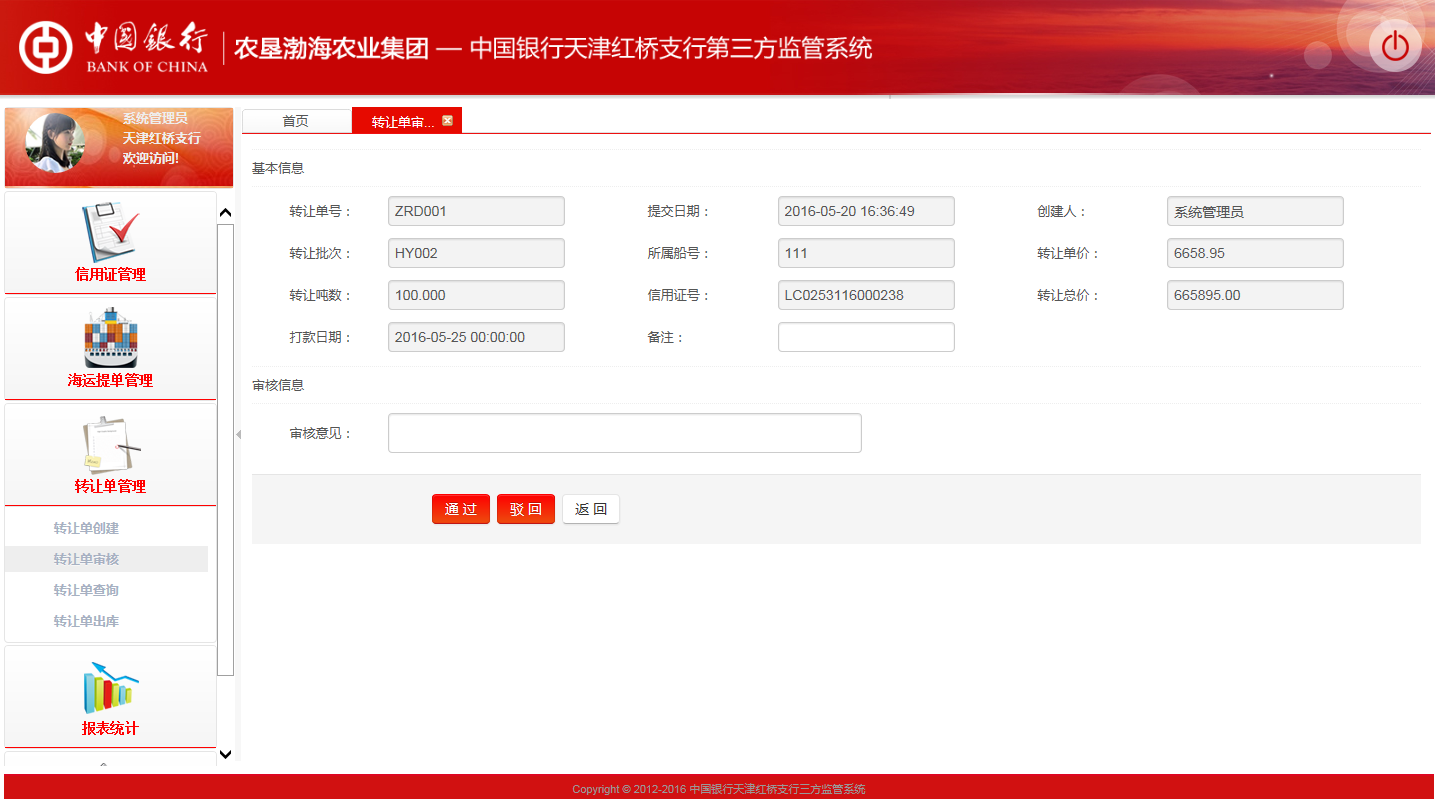 中国银行
BANK OF CHINA
农垦渤海农业集团 — 中国银行天津红桥支行第三方监管系统
系统管理员
天津红桥支行
欢迎访问!
首页
转让单审...
信用证管理
海运提单管理
转让单管理
转让单创建
转让单审核
转让单查询
转让单出库
报表统计
基本信息
转让单号： ZRD001 提交日期： 2016-05-20 16:36:49 创建人： 系统管理员
转让批次： HY002 所属船号： 111 转让单价： 6658.95
转让吨数： 100.000 信用证号： LC0253116000238 转让总价： 665895.00
打款日期： 2016-05-25 00:00:00 备注：
审核信息
审核意见：
通 过 驳 回 返 回
Copyright © 2012-2016 中国银行天津红桥支行三方监管系统